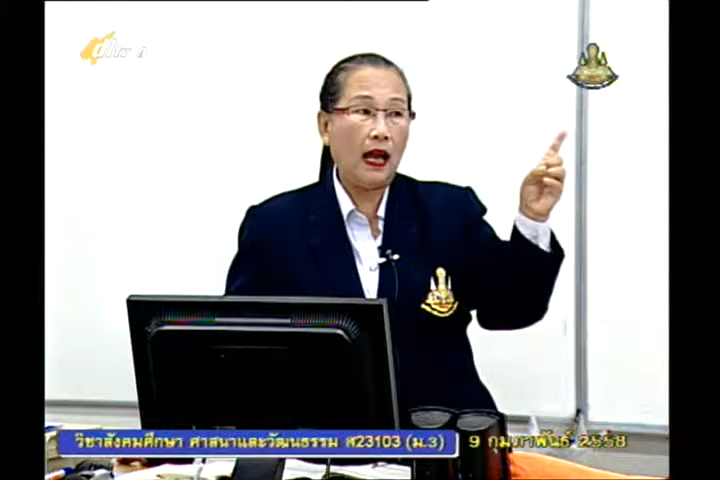 วิชาสังคมศึกษา ศาสนาและวัฒนธรรม ส23103 (ม.3) 9 กุมภาพันธ์ 2558